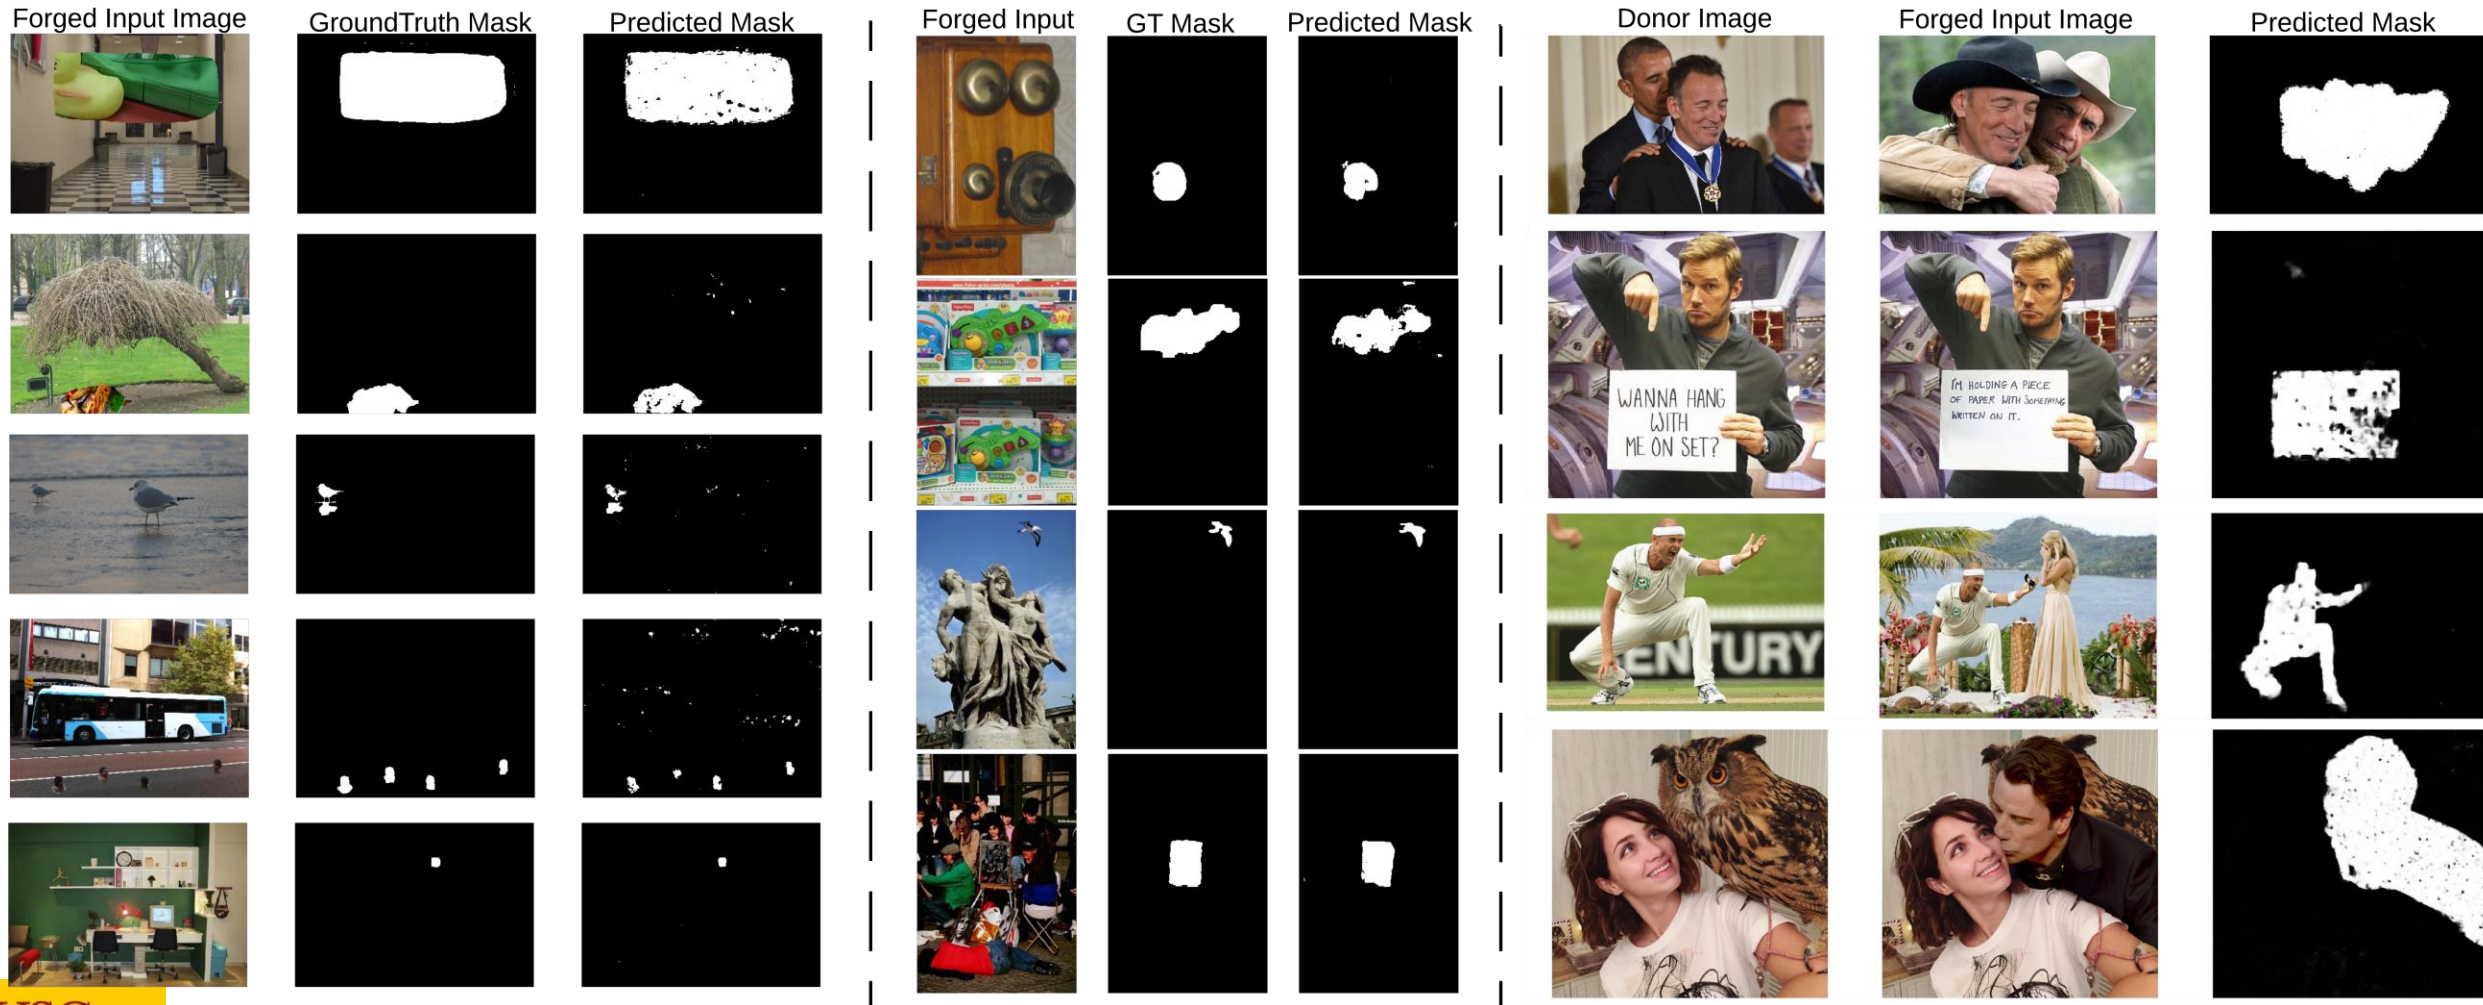 Forged Input Image
GroundTruth Mask
Predicted Mask
Forged Input
GT Mask
Predicted Mask
Donor Image
Forged Input Image
Predicted Mask
WANNA HANG
WITH
ME ON SET?
I'M HOLDING A PIECE
OF PAPER WITH SOMETHING
WRITTEN ON IT.
ENTURY
USC